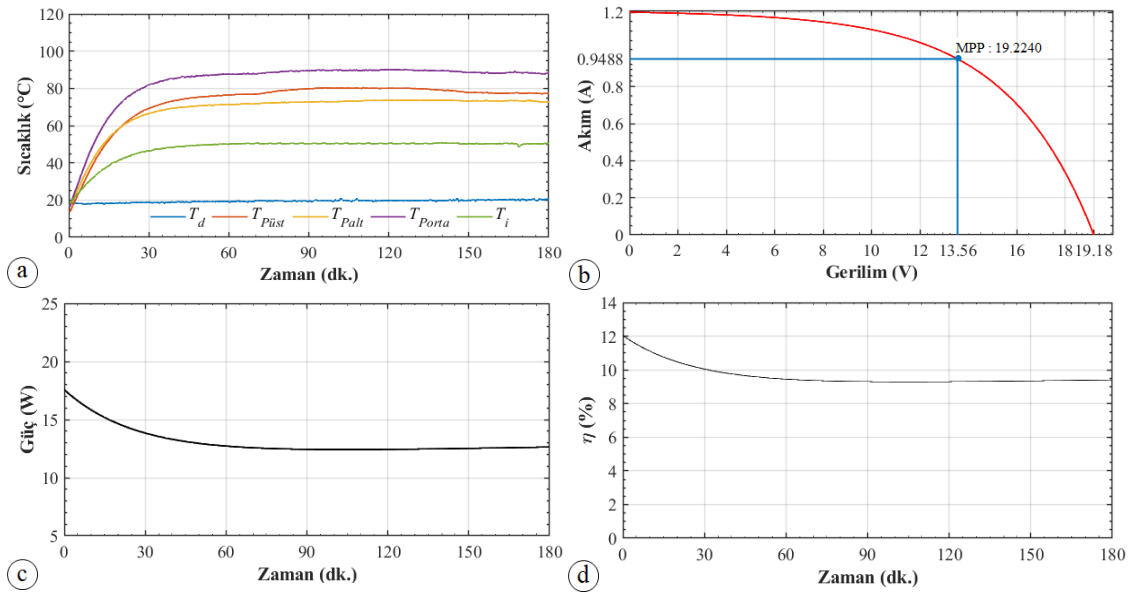 120
100
80
60
40
20
0
Sıcaklık (°C)
T_d T_Püst T_Palt T_Porta T_i
0 30 60 90 120 150 180
Zaman (dk.)
a
1.2
0.9488
0.8
0.6
0.4
0.2
0
Akım (A)
MPP : 19.2240
0 2 4 6 8 10 12 13.56 16 18 19.18
Gerilim (V)
b
25
20
15
10
5
Güç (W)
0 30 60 90 120 150 180
Zaman (dk.)
c
14
12
10
8
6
4
2
0
η (%)
0 30 60 90 120 150 180
Zaman (dk.)
d